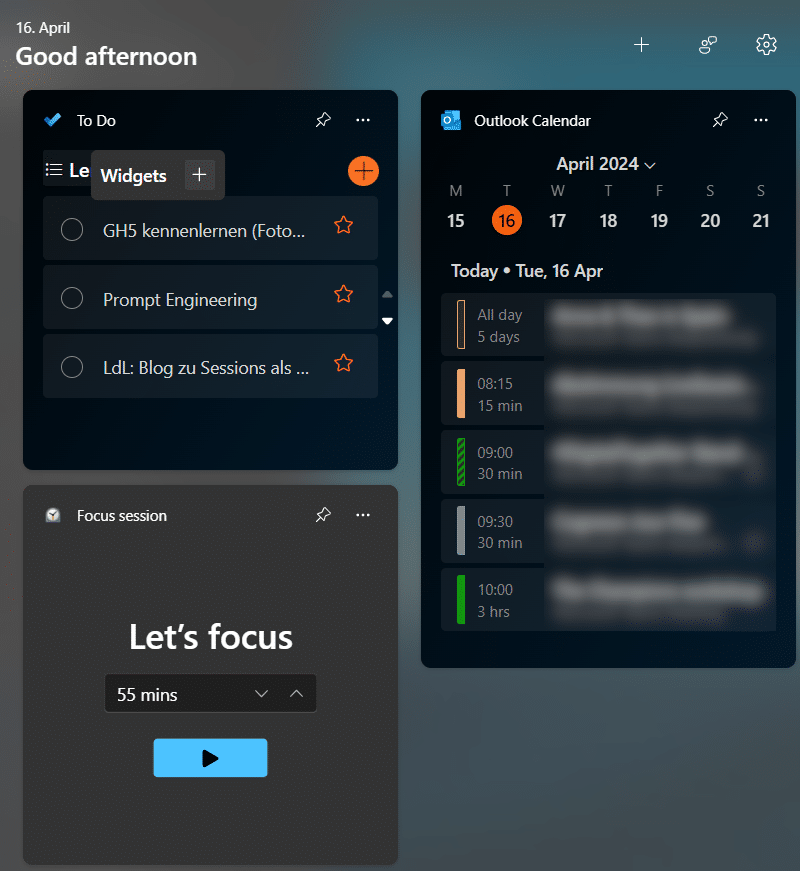 16. April
Good afternoon
To Do
Le
Widgets
GH5 kennenlernen (Foto...
Prompt Engineering
LdL: Blog zu Sessions als ...
Focus session
Let's focus
55 mins
Outlook Calendar
April 2024
M T W T F S S
15 16 17 18 19 20 21
Today • Tue, 16 Apr
All day
5 days
08:15
15 min
09:00
30 min
09:30
30 min
10:00
3 hrs